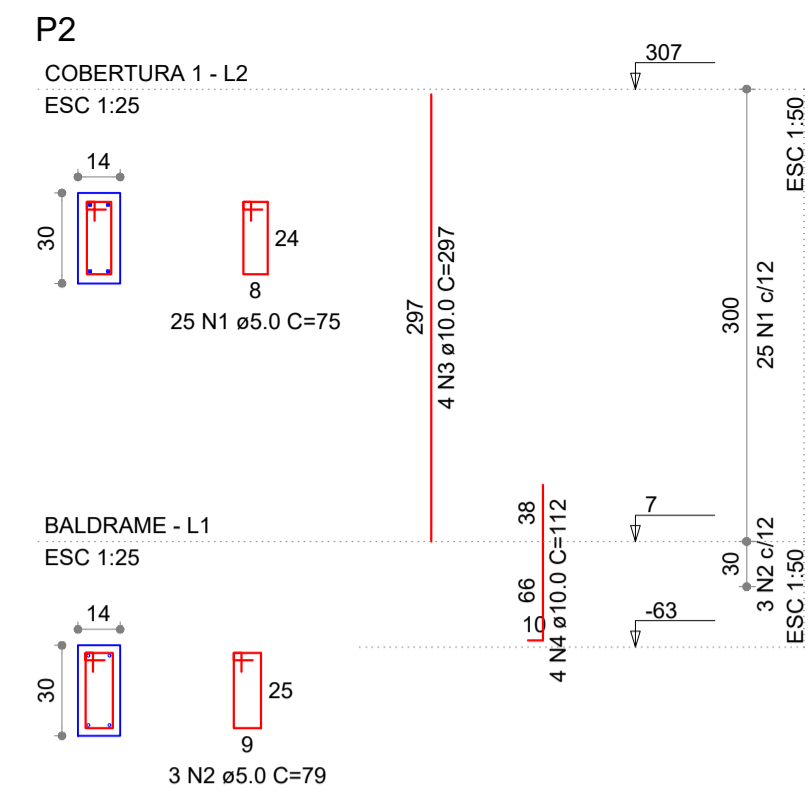 P2
COBERTURA 1 - L2
ESC 1:25
307
ESC 1:50
14
30
24
8
25 N1 ø5.0 C=75
297
4 N3 ø10.0 C=297
300
25 N1 c/12
BALDRAME - L1
ESC 1:25
38
66
10
4 N4 ø10.0 C=112
7
-63
30
3 N2 c/12
ESC 1:50
14
30
25
9
3 N2 ø5.0 C=79